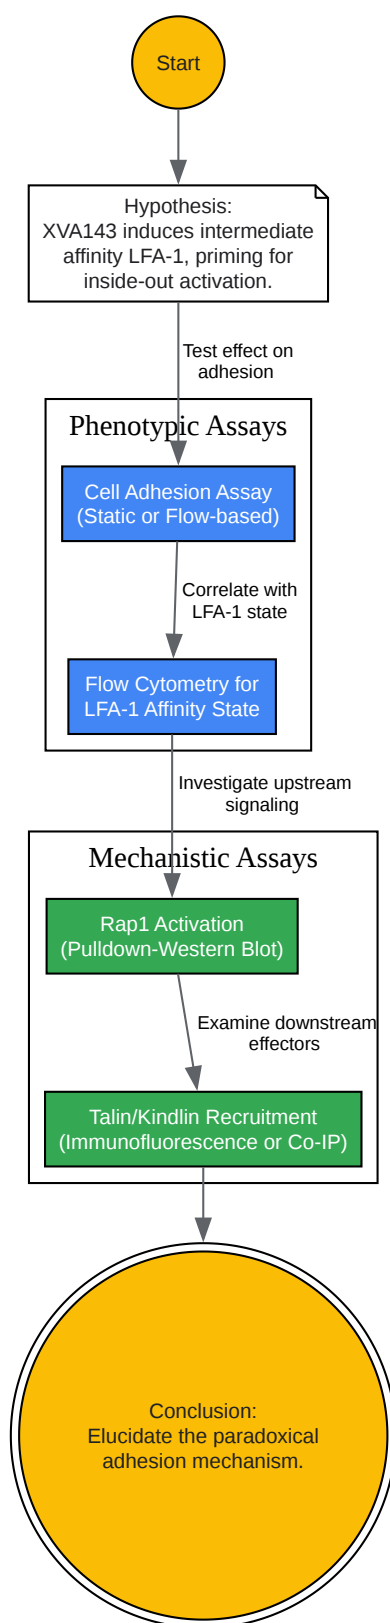 Start
Hypothesis:
XVA143 induces intermediate
affinity LFA-1, priming for
inside-out activation.
Test effect on
adhesion
Phenotypic Assays
Cell Adhesion Assay
(Static or Flow-based)
Correlate with
LFA-1 state
Flow Cytometry for
LFA-1 Affinity State
Investigate upstream
signaling
Mechanistic Assays
Rap1 Activation
(Pulldown-Western Blot)
Examine downstream
effectors
Talin/Kindlin Recruitment
(Immunofluorescence or Co-IP)
Conclusion:
Elucidate the paradoxical
adhesion mechanism.